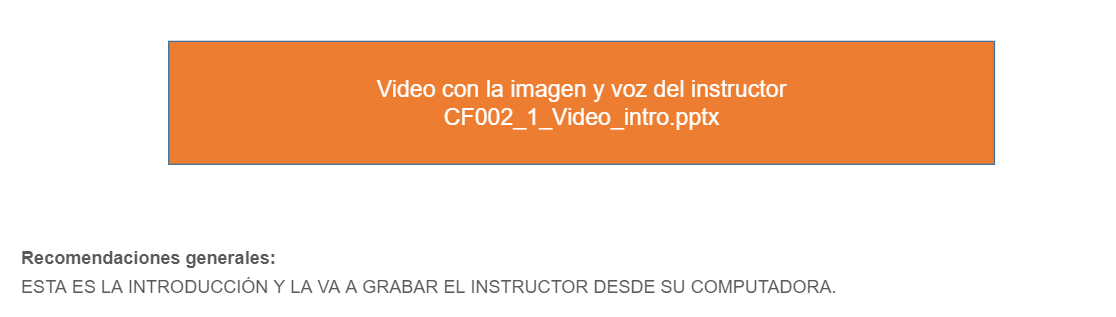 Video con la imagen y voz del instructor
CF002_1_Video_intro.pptx
Recomendaciones generales:
ESTA ES LA INTRODUCCIÓN Y LA VA A GRABAR EL INSTRUCTOR DESDE SU COMPUTADORA.